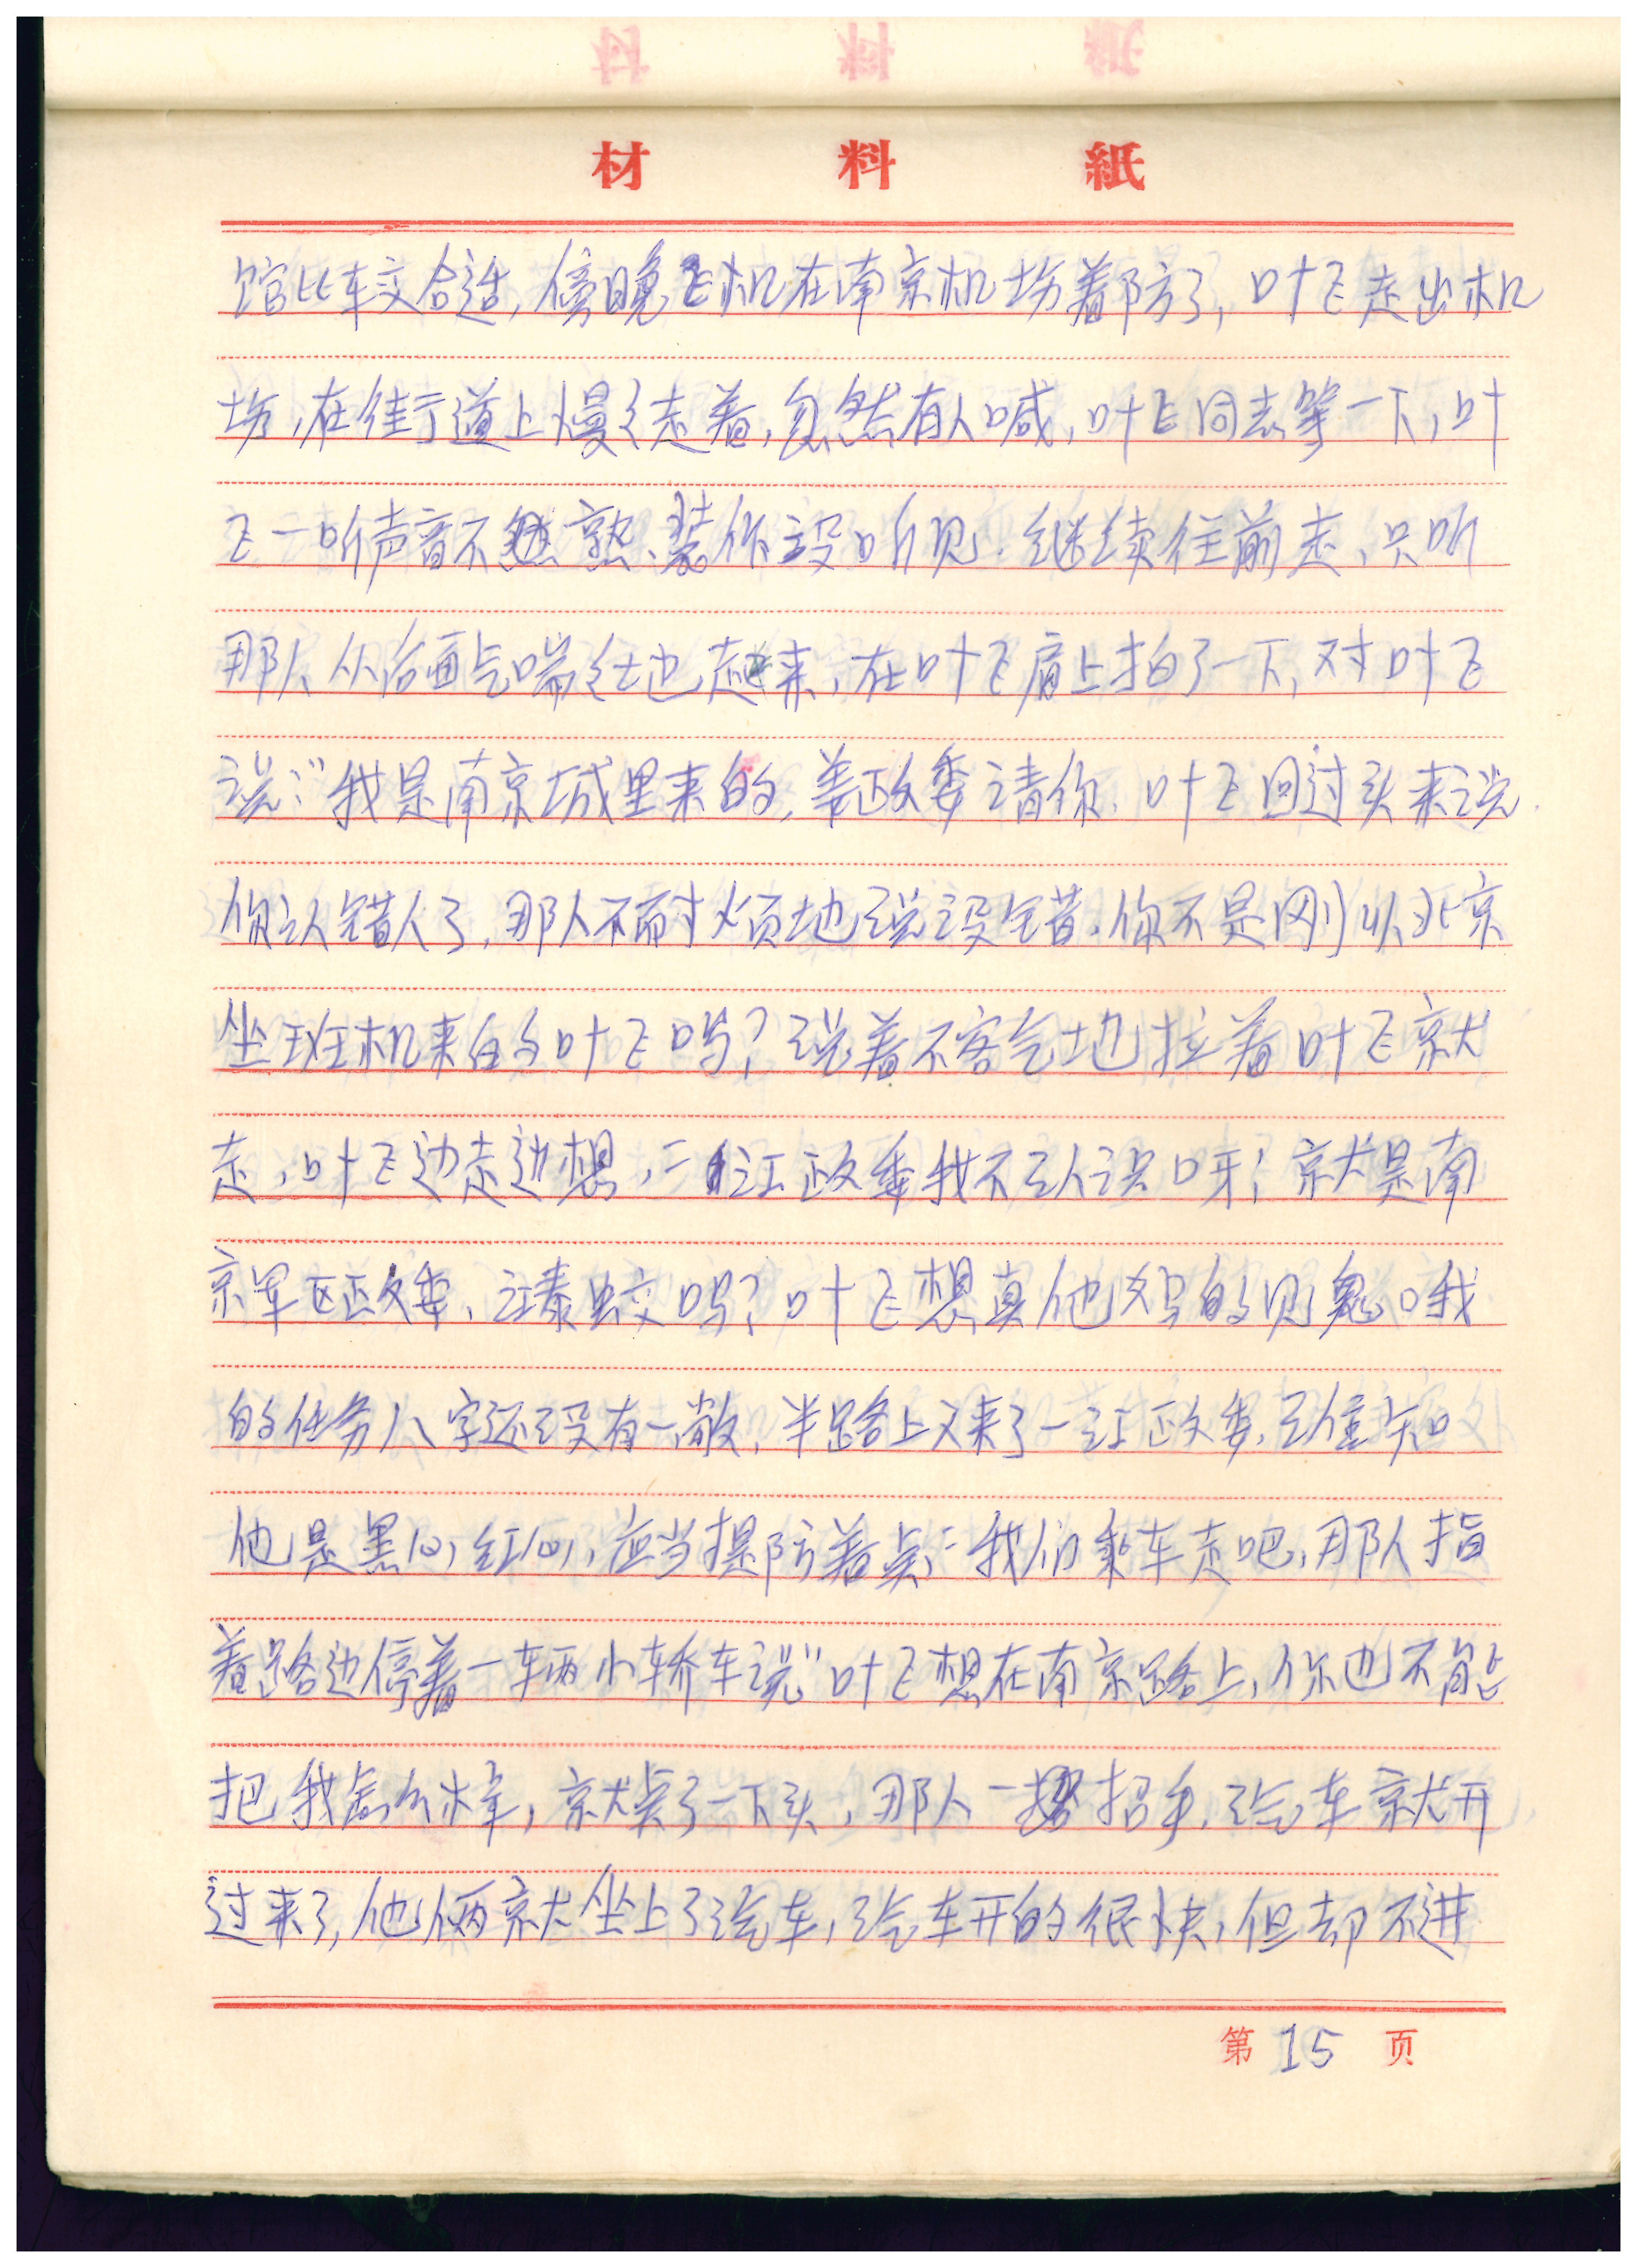 材料紙
馆比较合适，傍晚飞机在南京机场着陆了，叶飞走出机
场，在街道上慢々走着，忽然有人喊，叶飞同志等一下，叶
飞一听声音不熟、装作没听见．继续往前走，只听
那人从后面气喘々地赶来，在叶飞肩上拍了一下，对叶飞
说：“我是南京城里来的，姜政委请你．叶飞回过头来说
你认错人了，那人不耐烦地说没错．你不是刚从北京
坐班机来的叶飞吗？说着不客气地拉着叶飞就
走，叶飞边走边想，江政委我不认识呀！就是南
京军区政委、江泰蛟吗？叶飞想真他妈的见鬼哦
的任务八字还没有一撇，半路上又来了一江政委，谁知
他是黑心，红心，应当提防着点，“我们乘车走吧，那人指
着路边停着一辆小轿车说”叶飞想在南京路上，你也不能
把我怎么样，就点了一下头，那人一招手，汽车就开
过来了，他俩就坐上了汽车，汽车开的很快，但却不进
第15页